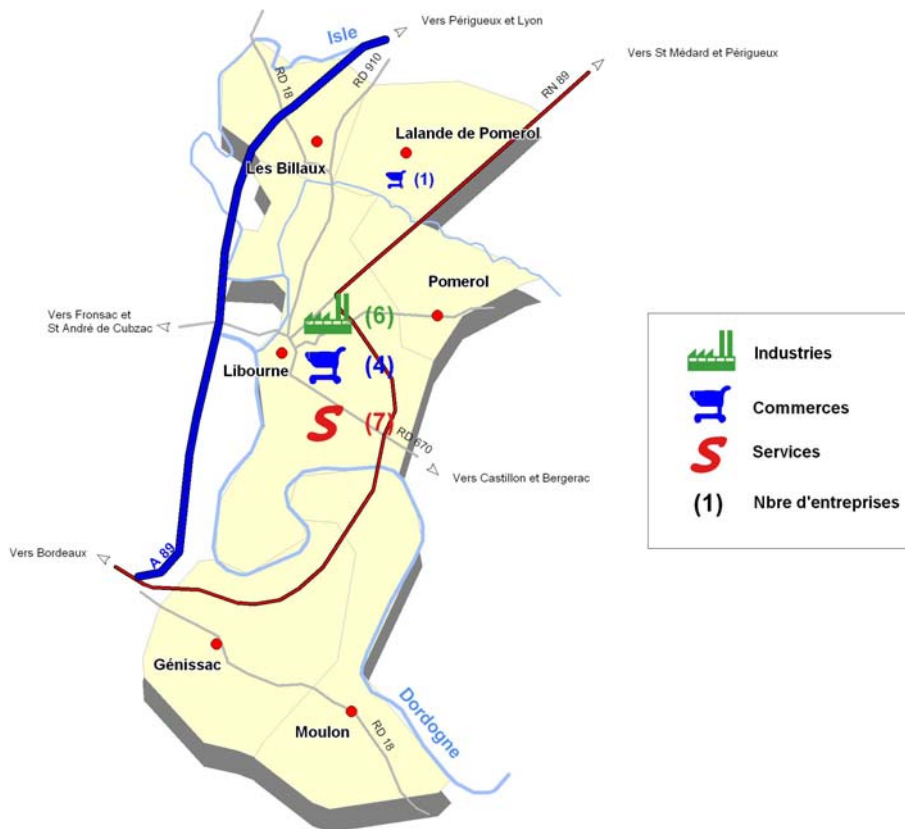 Vers Périgueux et Lyon
Isle
RD 18
RD 910
Vers St Médard et Périgueux
RN 89
Lalande de Pomerol
Les Billaux
(1)
Pomerol
Vers Fronsac et
St André de Cubzac
(6)
Libourne
(4)
(7)
RD 670
Vers Castillon et Bergerac
Vers Bordeaux
A 89
Génissac
Moulon
RD 18
Dordogne
Industries
Commerces
S Services
(1) Nbre d'entreprises